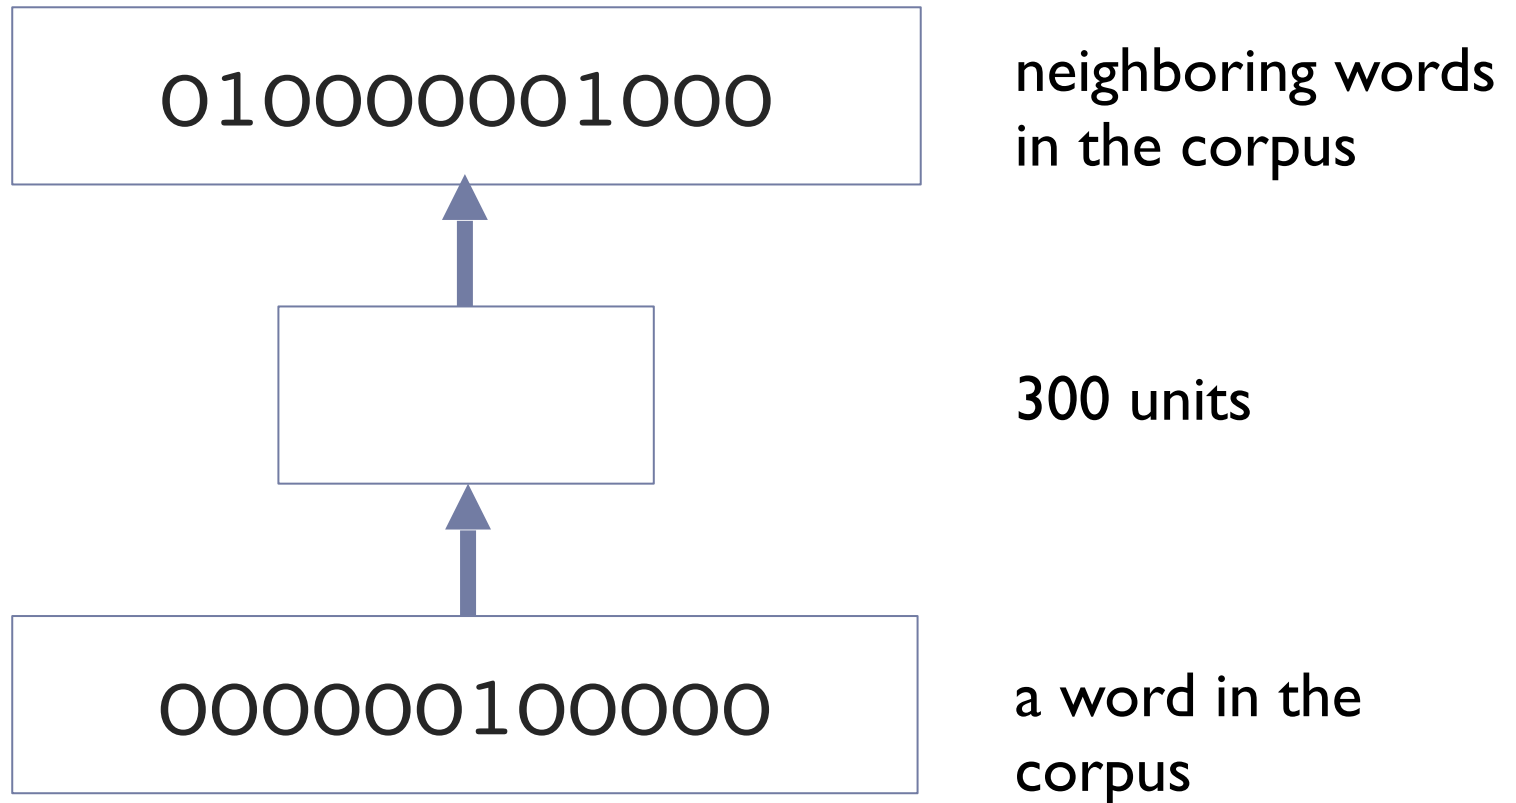 010000001000
neighboring words
in the corpus
300 units
000000100000
a word in the
corpus